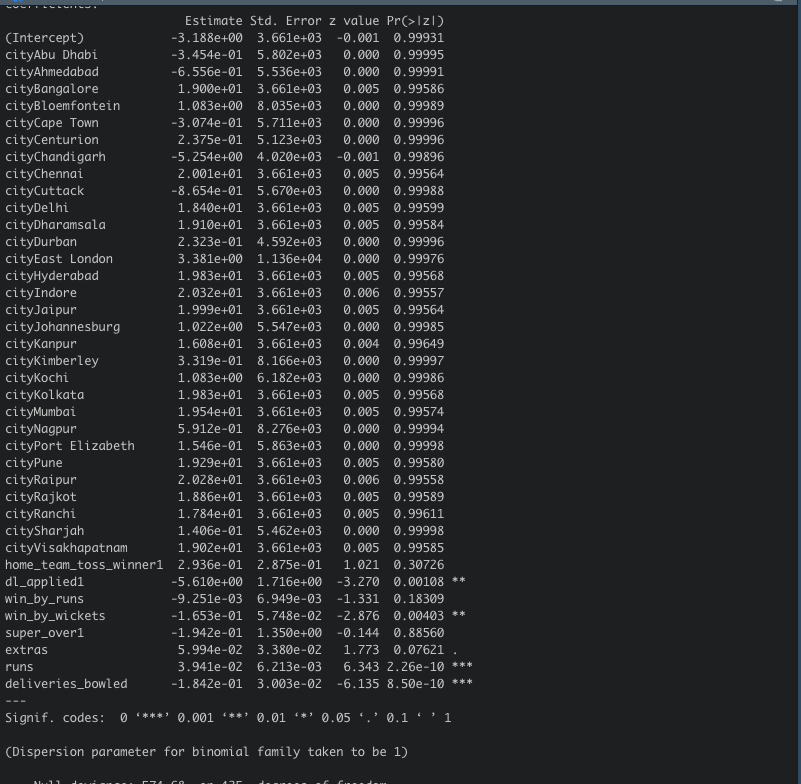 coefficients:
Estimate Std. Error z value Pr(>|z|)
(Intercept) -3.188e+00 3.661e+03 -0.001 0.99931
cityAbu Dhabi -3.454e-01 5.802e+03 0.000 0.99995
cityAhmedabad -6.556e-01 5.536e+03 0.000 0.99991
cityBangalore 1.900e+01 3.661e+03 0.005 0.99586
cityBloemfontein 1.083e+00 8.035e+03 0.000 0.99989
cityCape Town -3.074e-01 5.711e+03 0.000 0.99996
cityCenturion 2.375e-01 5.123e+03 0.000 0.99996
cityChandigarh -5.254e+00 4.020e+03 -0.001 0.99896
cityChennai 2.001e+01 3.661e+03 0.005 0.99564
cityCuttack -8.654e-01 5.670e+03 0.000 0.99988
cityDelhi 1.840e+01 3.661e+03 0.005 0.99599
cityDharamsala 1.910e+01 3.661e+03 0.005 0.99584
cityDurban 2.323e-01 4.592e+03 0.000 0.99996
cityEast London 3.381e+00 1.136e+04 0.000 0.99976
cityHyderabad 1.983e+01 3.661e+03 0.005 0.99568
cityIndore 2.032e+01 3.661e+03 0.006 0.99557
cityJaipur 1.999e+01 3.661e+03 0.005 0.99564
cityJohannesburg 1.022e+00 5.547e+03 0.000 0.99985
cityKanpur 1.608e+01 3.661e+03 0.004 0.99649
cityKimberley 3.319e-01 8.166e+03 0.000 0.99997
cityKochi 1.083e+00 6.182e+03 0.000 0.99986
cityKolkata 1.983e+01 3.661e+03 0.005 0.99568
cityMumbai 1.954e+01 3.661e+03 0.005 0.99574
cityNagpur 5.912e-01 8.276e+03 0.000 0.99994
cityPort Elizabeth 1.546e-01 5.863e+03 0.000 0.99998
cityPune 1.929e+01 3.661e+03 0.005 0.99580
cityRaipur 2.028e+01 3.661e+03 0.006 0.99558
cityRajkot 1.886e+01 3.661e+03 0.005 0.99589
cityRanchi 1.784e+01 3.661e+03 0.005 0.99611
citySharjah 1.406e-01 5.462e+03 0.000 0.99998
cityVisakhapatnam 1.902e+01 3.661e+03 0.005 0.99585
home_team_toss_winner1 2.936e-01 2.875e-01 1.021 0.30726
dl_applied1 -5.610e+00 1.716e+00 -3.270 0.00108 **
win_by_runs -9.251e-03 6.949e-03 -1.331 0.18309
win_by_wickets -1.653e-01 5.748e-02 -2.876 0.00403 **
super_over1 -1.942e-01 1.350e+00 -0.144 0.88560
extras 5.994e-02 3.380e-02 1.773 0.07621 .
runs 3.941e-02 6.213e-03 6.343 2.26e-10 ***
deliveries_bowled -1.842e-01 3.003e-02 -6.135 8.50e-10 ***
---
Signif. codes: 0 ‘***’ 0.001 ‘**’ 0.01 ‘*’ 0.05 ‘.’ 0.1 ‘ ’ 1
(Dispersion parameter for binomial family taken to be 1)